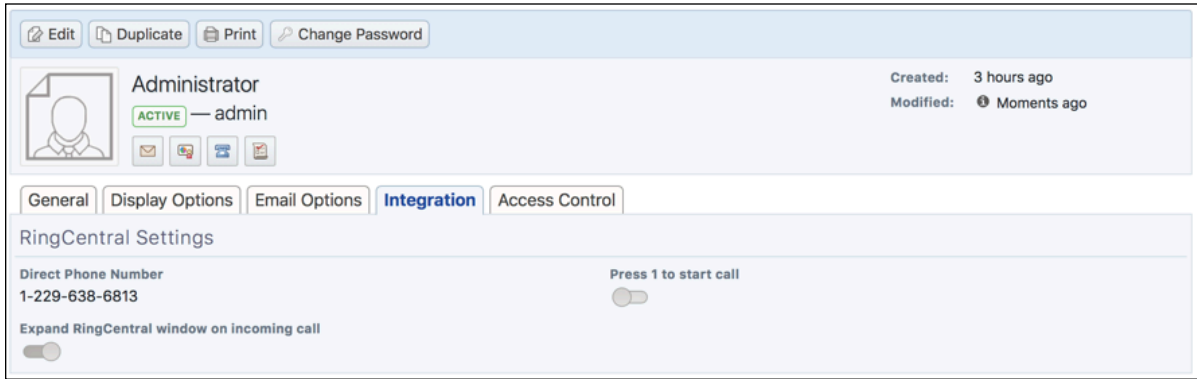 Edit Duplicate Print Change Password
Administrator
ACTIVE — admin
Created: 3 hours ago
Modified: Moments ago
General Display Options Email Options Integration Access Control
RingCentral Settings
Direct Phone Number
1-229-638-6813
Press 1 to start call
Expand RingCentral window on incoming call